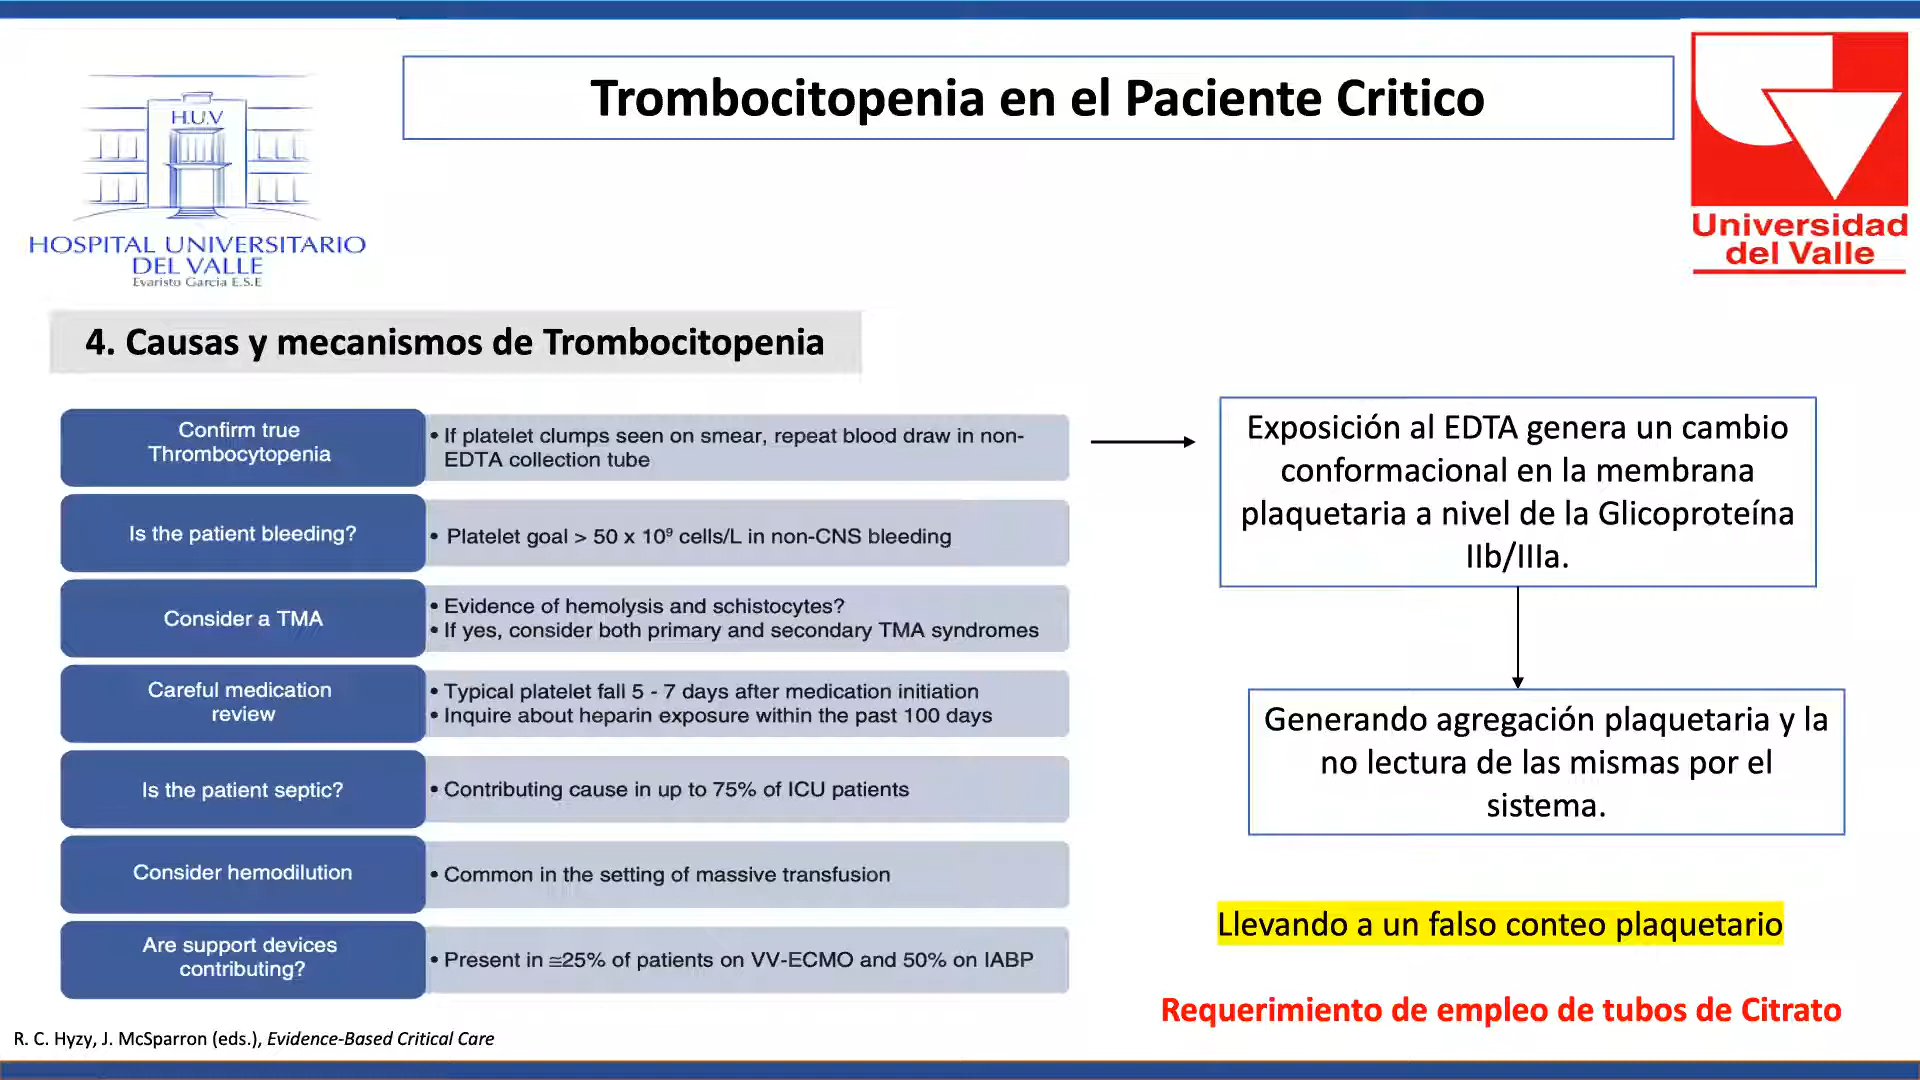 Trombocitopenia en el Paciente Critico
H.U.V
HOSPITAL UNIVERSITARIO
DEL VALLE
Evaristo Garcia E.S.E
Universidad
del Valle
4. Causas y mecanismos de Trombocitopenia
Confirm true
Thrombocytopenia
• If platelet clumps seen on smear, repeat blood draw in non-
EDTA collection tube
Is the patient bleeding?
• Platelet goal > 50 x 10⁹ cells/L in non-CNS bleeding
Consider a TMA
• Evidence of hemolysis and schistocytes?
• If yes, consider both primary and secondary TMA syndromes
Careful medication
review
• Typical platelet fall 5 - 7 days after medication initiation
• Inquire about heparin exposure within the past 100 days
Is the patient septic?
• Contributing cause in up to 75% of ICU patients
Consider hemodilution
• Common in the setting of massive transfusion
Are support devices
contributing?
• Present in ≅25% of patients on VV-ECMO and 50% on IABP
Exposición al EDTA genera un cambio
conformacional en la membrana
plaquetaria a nivel de la Glicoproteína
IIb/IIIa.
Generando agregación plaquetaria y la
no lectura de las mismas por el
sistema.
Llevando a un falso conteo plaquetario
Requerimiento de empleo de tubos de Citrato
R. C. Hyzy, J. McSparron (eds.), Evidence-Based Critical Care